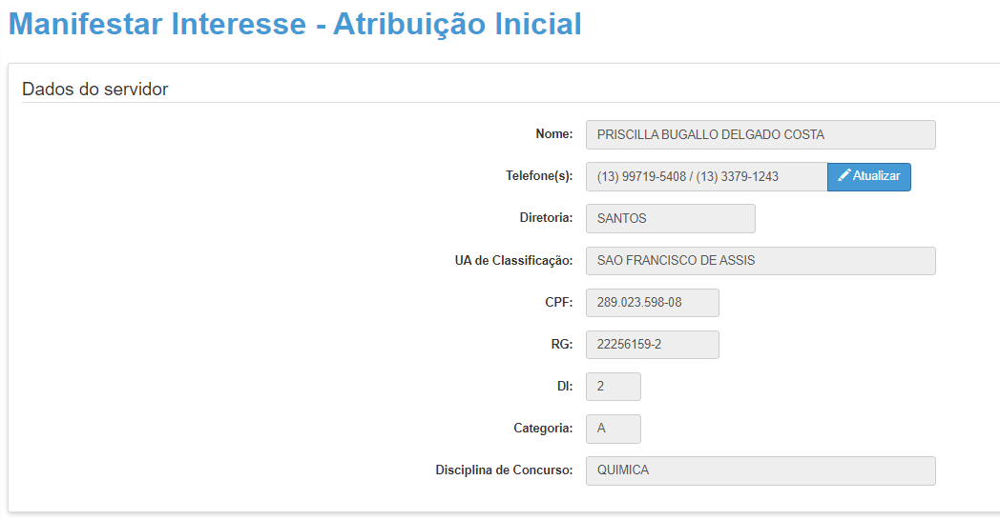 Manifestar Interesse - Atribuição Inicial
Dados do servidor
Nome: PRISCILLA BUGALLO DELGADO COSTA
Telefone(s): (13) 99719-5408 / (13) 3379-1243 Atualizar
Diretoria: SANTOS
UA de Classificação: SAO FRANCISCO DE ASSIS
CPF: 289.023.598-08
RG: 22256159-2
DI: 2
Categoria: A
Disciplina de Concurso: QUIMICA